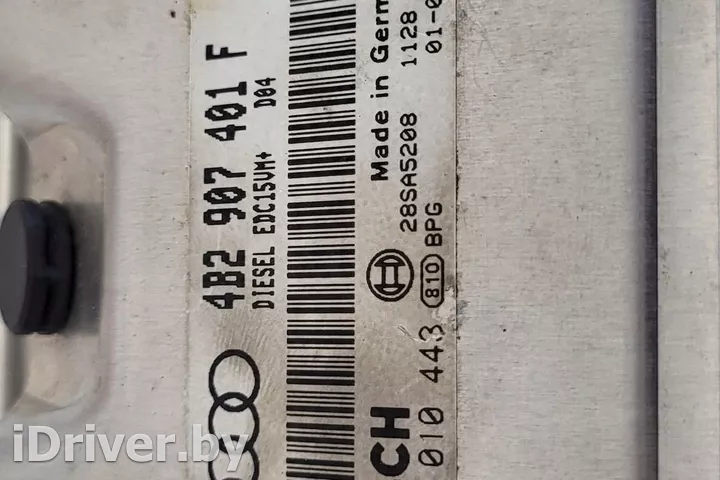 4B2 907 401 F
DIESEL EDC15VM+ D04
CH
010 443
810
BPG
28SA5208
Made in Germ
1128
01-0
iDriver.by